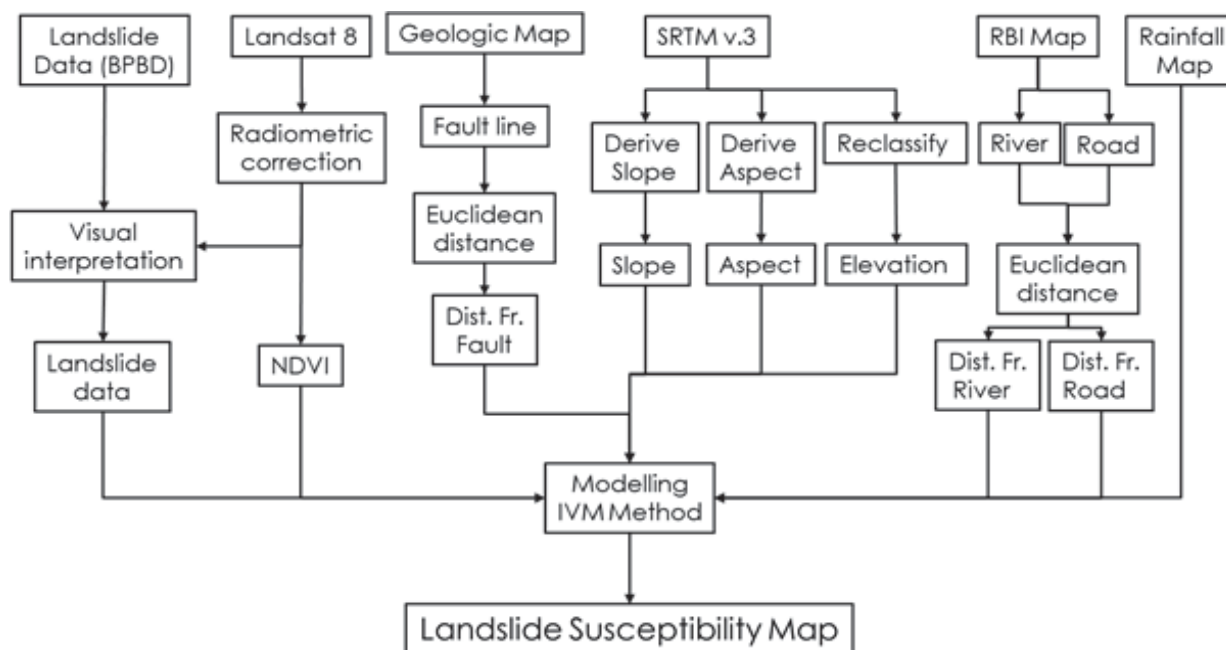 Landslide
Data (BPBD)
Landsat 8
Geologic Map
SRTM v.3
RBI Map
Rainfall
Map
Radiometric
correction
Fault line
Derive
Slope
Derive
Aspect
Reclassify
River
Road
Visual
interpretation
Euclidean
distance
Slope
Aspect
Elevation
Euclidean
distance
Landslide
data
NDVI
Dist. Fr.
Fault
Dist. Fr.
River
Dist. Fr.
Road
Modelling
IVM Method
Landslide Susceptibility Map